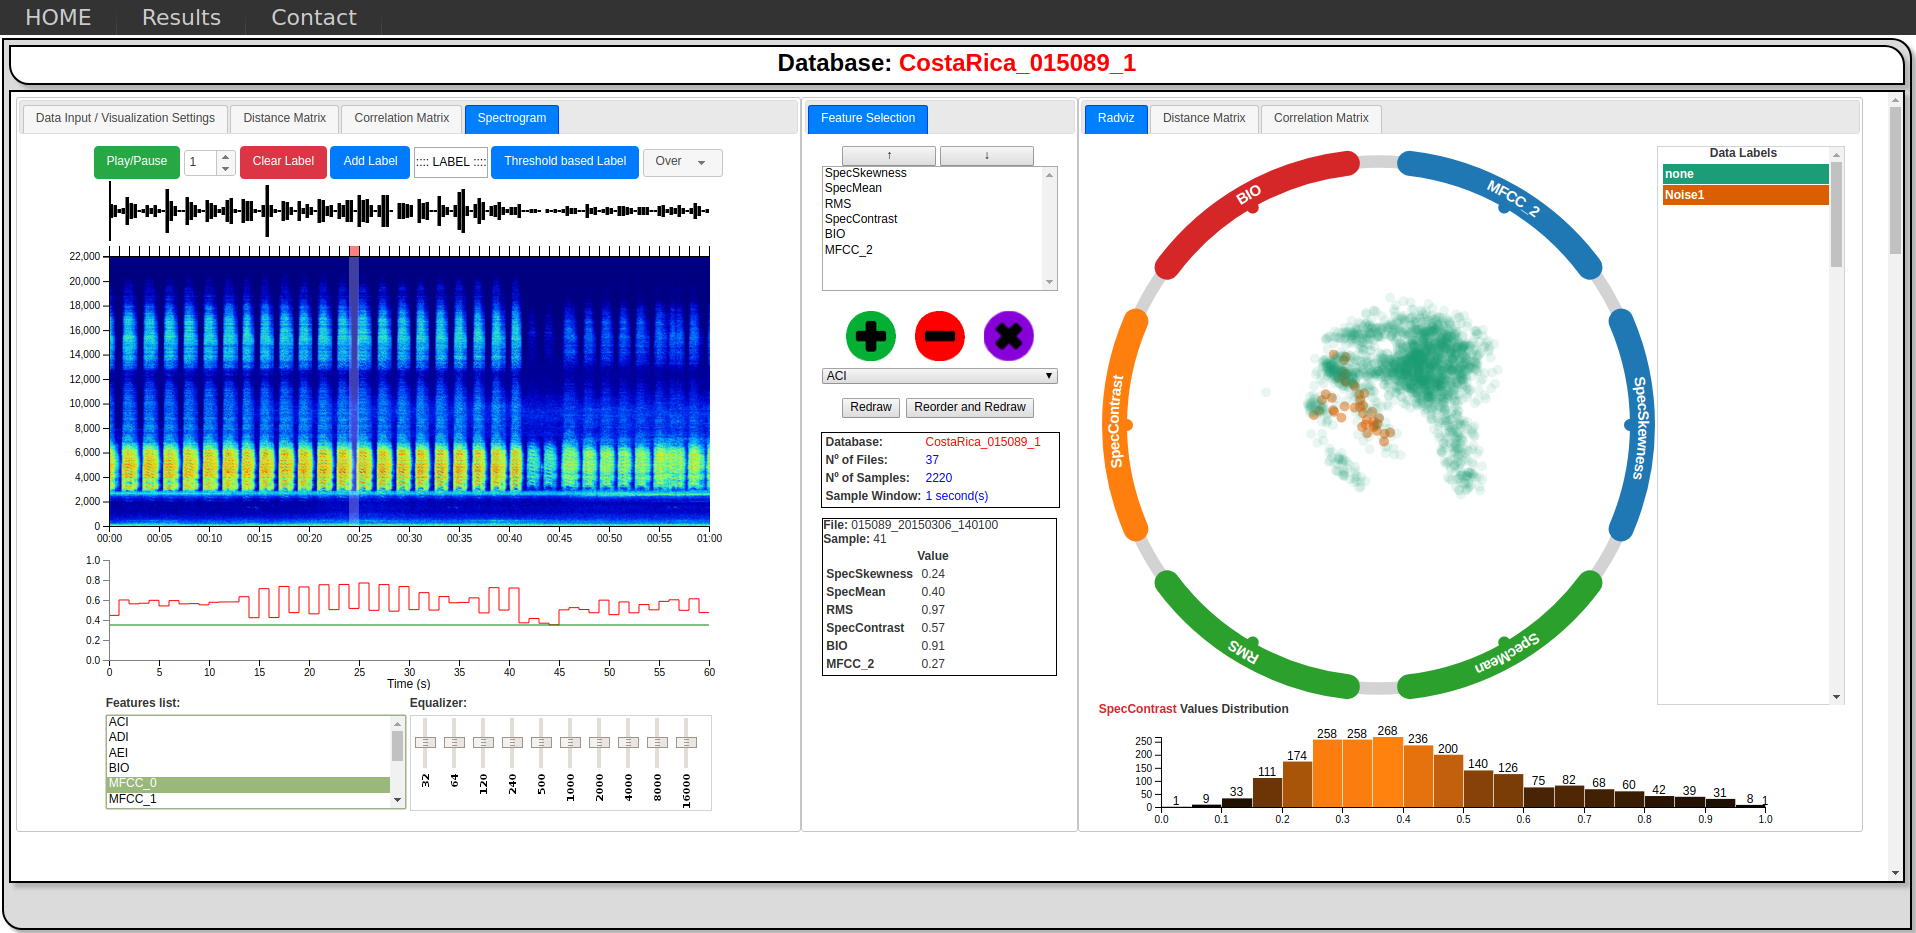 HOME Results Contact
Database: CostaRica_015089_1
Data Input / Visualization Settings Distance Matrix Correlation Matrix Spectrogram
Play/Pause 1 Clear Label Add Label :::: LABEL :::: Threshold based Label Over
22,000
20,000
18,000
16,000
14,000
12,000
10,000
8,000
6,000
4,000
2,000
0
00:00 00:05 00:10 00:15 00:20 00:25 00:30 00:35 00:40 00:45 00:50 00:55 01:00
1.0
0.8
0.6
0.4
0.2
0.0
0 5 10 15 20 25 30 35 40 45 50 55 60
Time (s)
Features list:
ACI
ADI
AEI
BIO
MFCC_0
MFCC_1
Equalizer:
32 64 120 240 500 1000 2000 4000 8000 16000
Feature Selection
↑ ↓
SpecSkewness
SpecMean
RMS
SpecContrast
BIO
MFCC_2
ACI
Redraw Reorder and Redraw
Database: CostaRica_015089_1
Nº of Files: 37
Nº of Samples: 2220
Sample Window: 1 second(s)
File: 015089_20150306_140100
Sample: 41
Value
SpecSkewness 0.24
SpecMean 0.40
RMS 0.97
SpecContrast 0.57
BIO 0.91
MFCC_2 0.27
Radviz Distance Matrix Correlation Matrix
BIO
MFCC_2
SpecContrast
SpecSkewness
RMS
SpecMean
Data Labels
none
Noise1
SpecContrast Values Distribution
250
200
150
100
50
0
1 9 33 111 174 258 258 268 236 200 140 126 75 82 68 60 42 39 31 8 1
0.0 0.1 0.2 0.3 0.4 0.5 0.6 0.7 0.8 0.9 1.0